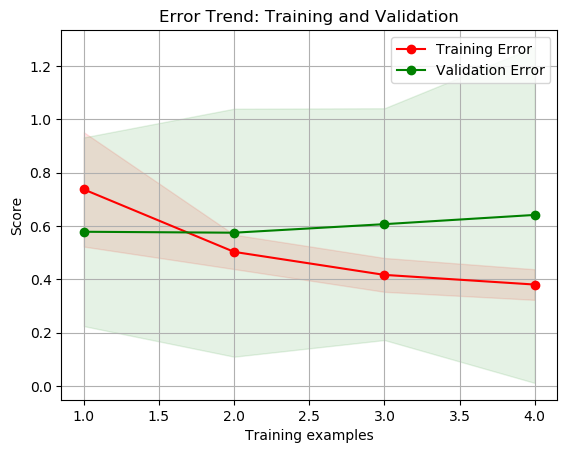 Error Trend: Training and Validation
Training Error
Validation Error
Score
1.2
1.0
0.8
0.6
0.4
0.2
0.0
1.0 1.5 2.0 2.5 3.0 3.5 4.0
Training examples